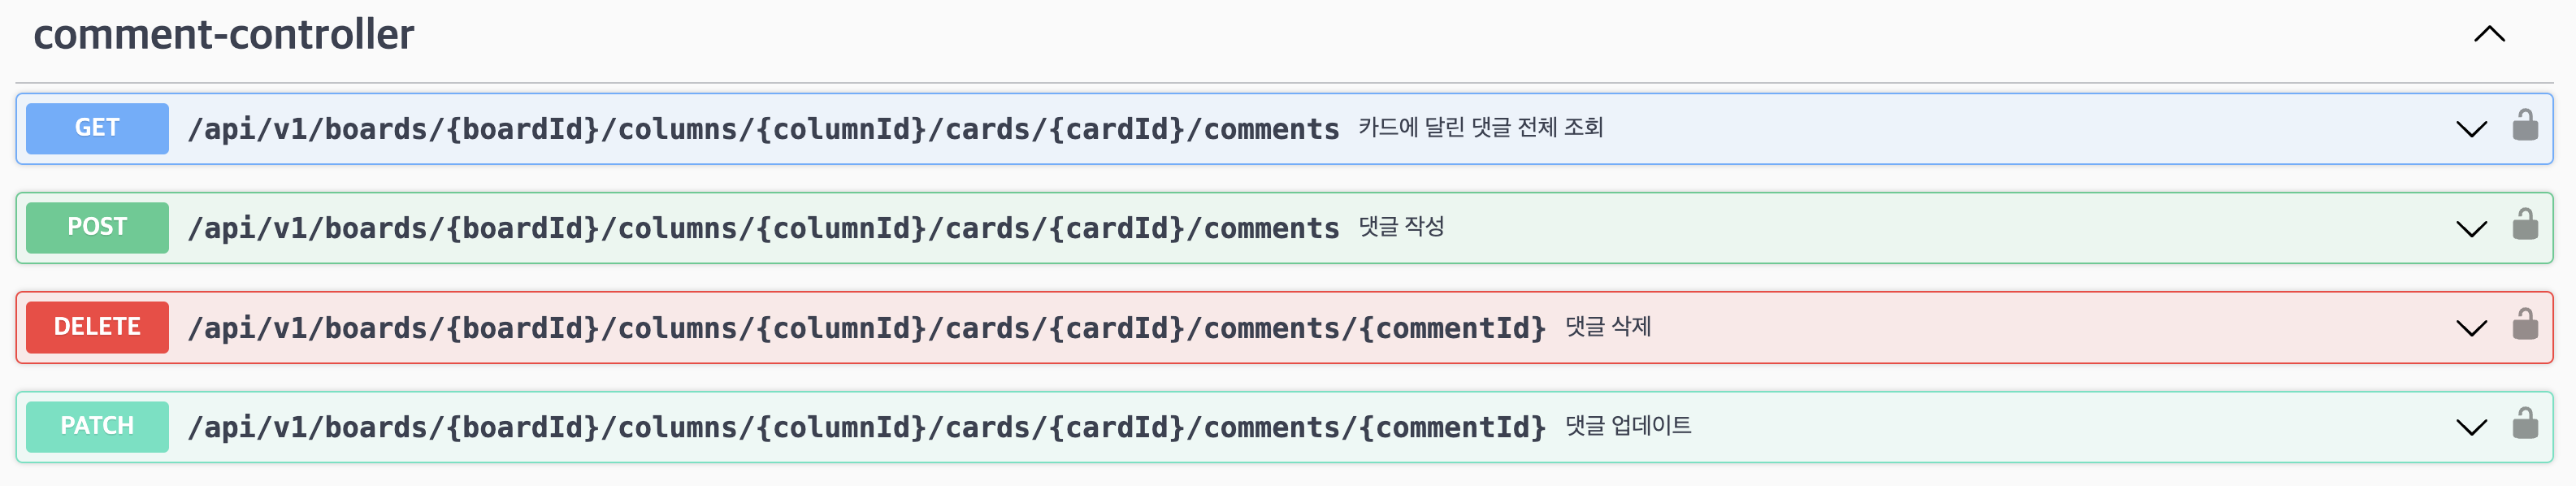 comment-controller
GET /api/v1/boards/{boardId}/columns/{columnId}/cards/{cardId}/comments 카드에 달린 댓글 전체 조회
POST /api/v1/boards/{boardId}/columns/{columnId}/cards/{cardId}/comments 댓글 작성
DELETE /api/v1/boards/{boardId}/columns/{columnId}/cards/{cardId}/comments/{commentId} 댓글 삭제
PATCH /api/v1/boards/{boardId}/columns/{columnId}/cards/{cardId}/comments/{commentId} 댓글 업데이트